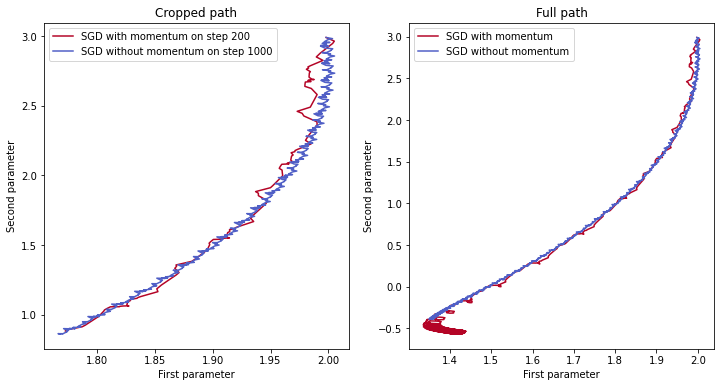 Cropped path
SGD with momentum on step 200
SGD without momentum on step 1000
Second parameter
3.0
2.5
2.0
1.5
1.0
1.80
1.85
1.90
1.95
2.00
First parameter
Full path
SGD with momentum
SGD without momentum
Second parameter
3.0
2.5
2.0
1.5
1.0
0.5
0.0
−0.5
1.4
1.5
1.6
1.7
1.8
1.9
2.0
First parameter